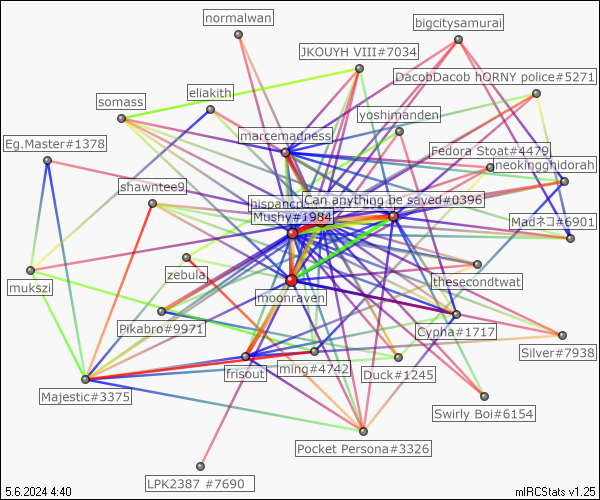 normalwan
bigcitysamurai
JKOUYH VIII#7034
DacobDacob hORNY police#5271
eliakith
somass
yoshimanden
marcemadness
Eg.Master#1378
Fedora Stoat#4479
neokingghidorah
shawntee9
Can anything be saved#0396
hispancpu
Mushy#1984
Madネコ#6901
zebula
thesecondtwat
mukszi
moonraven
Pikabro#9971
Cypha#1717
Silver#7938
frisout
ming#4742
Duck#1245
Majestic#3375
Swirly Boi#6154
Pocket Persona#3326
LPK2387 #7690
5.6.2024 4:40
mIRCStats v1.25